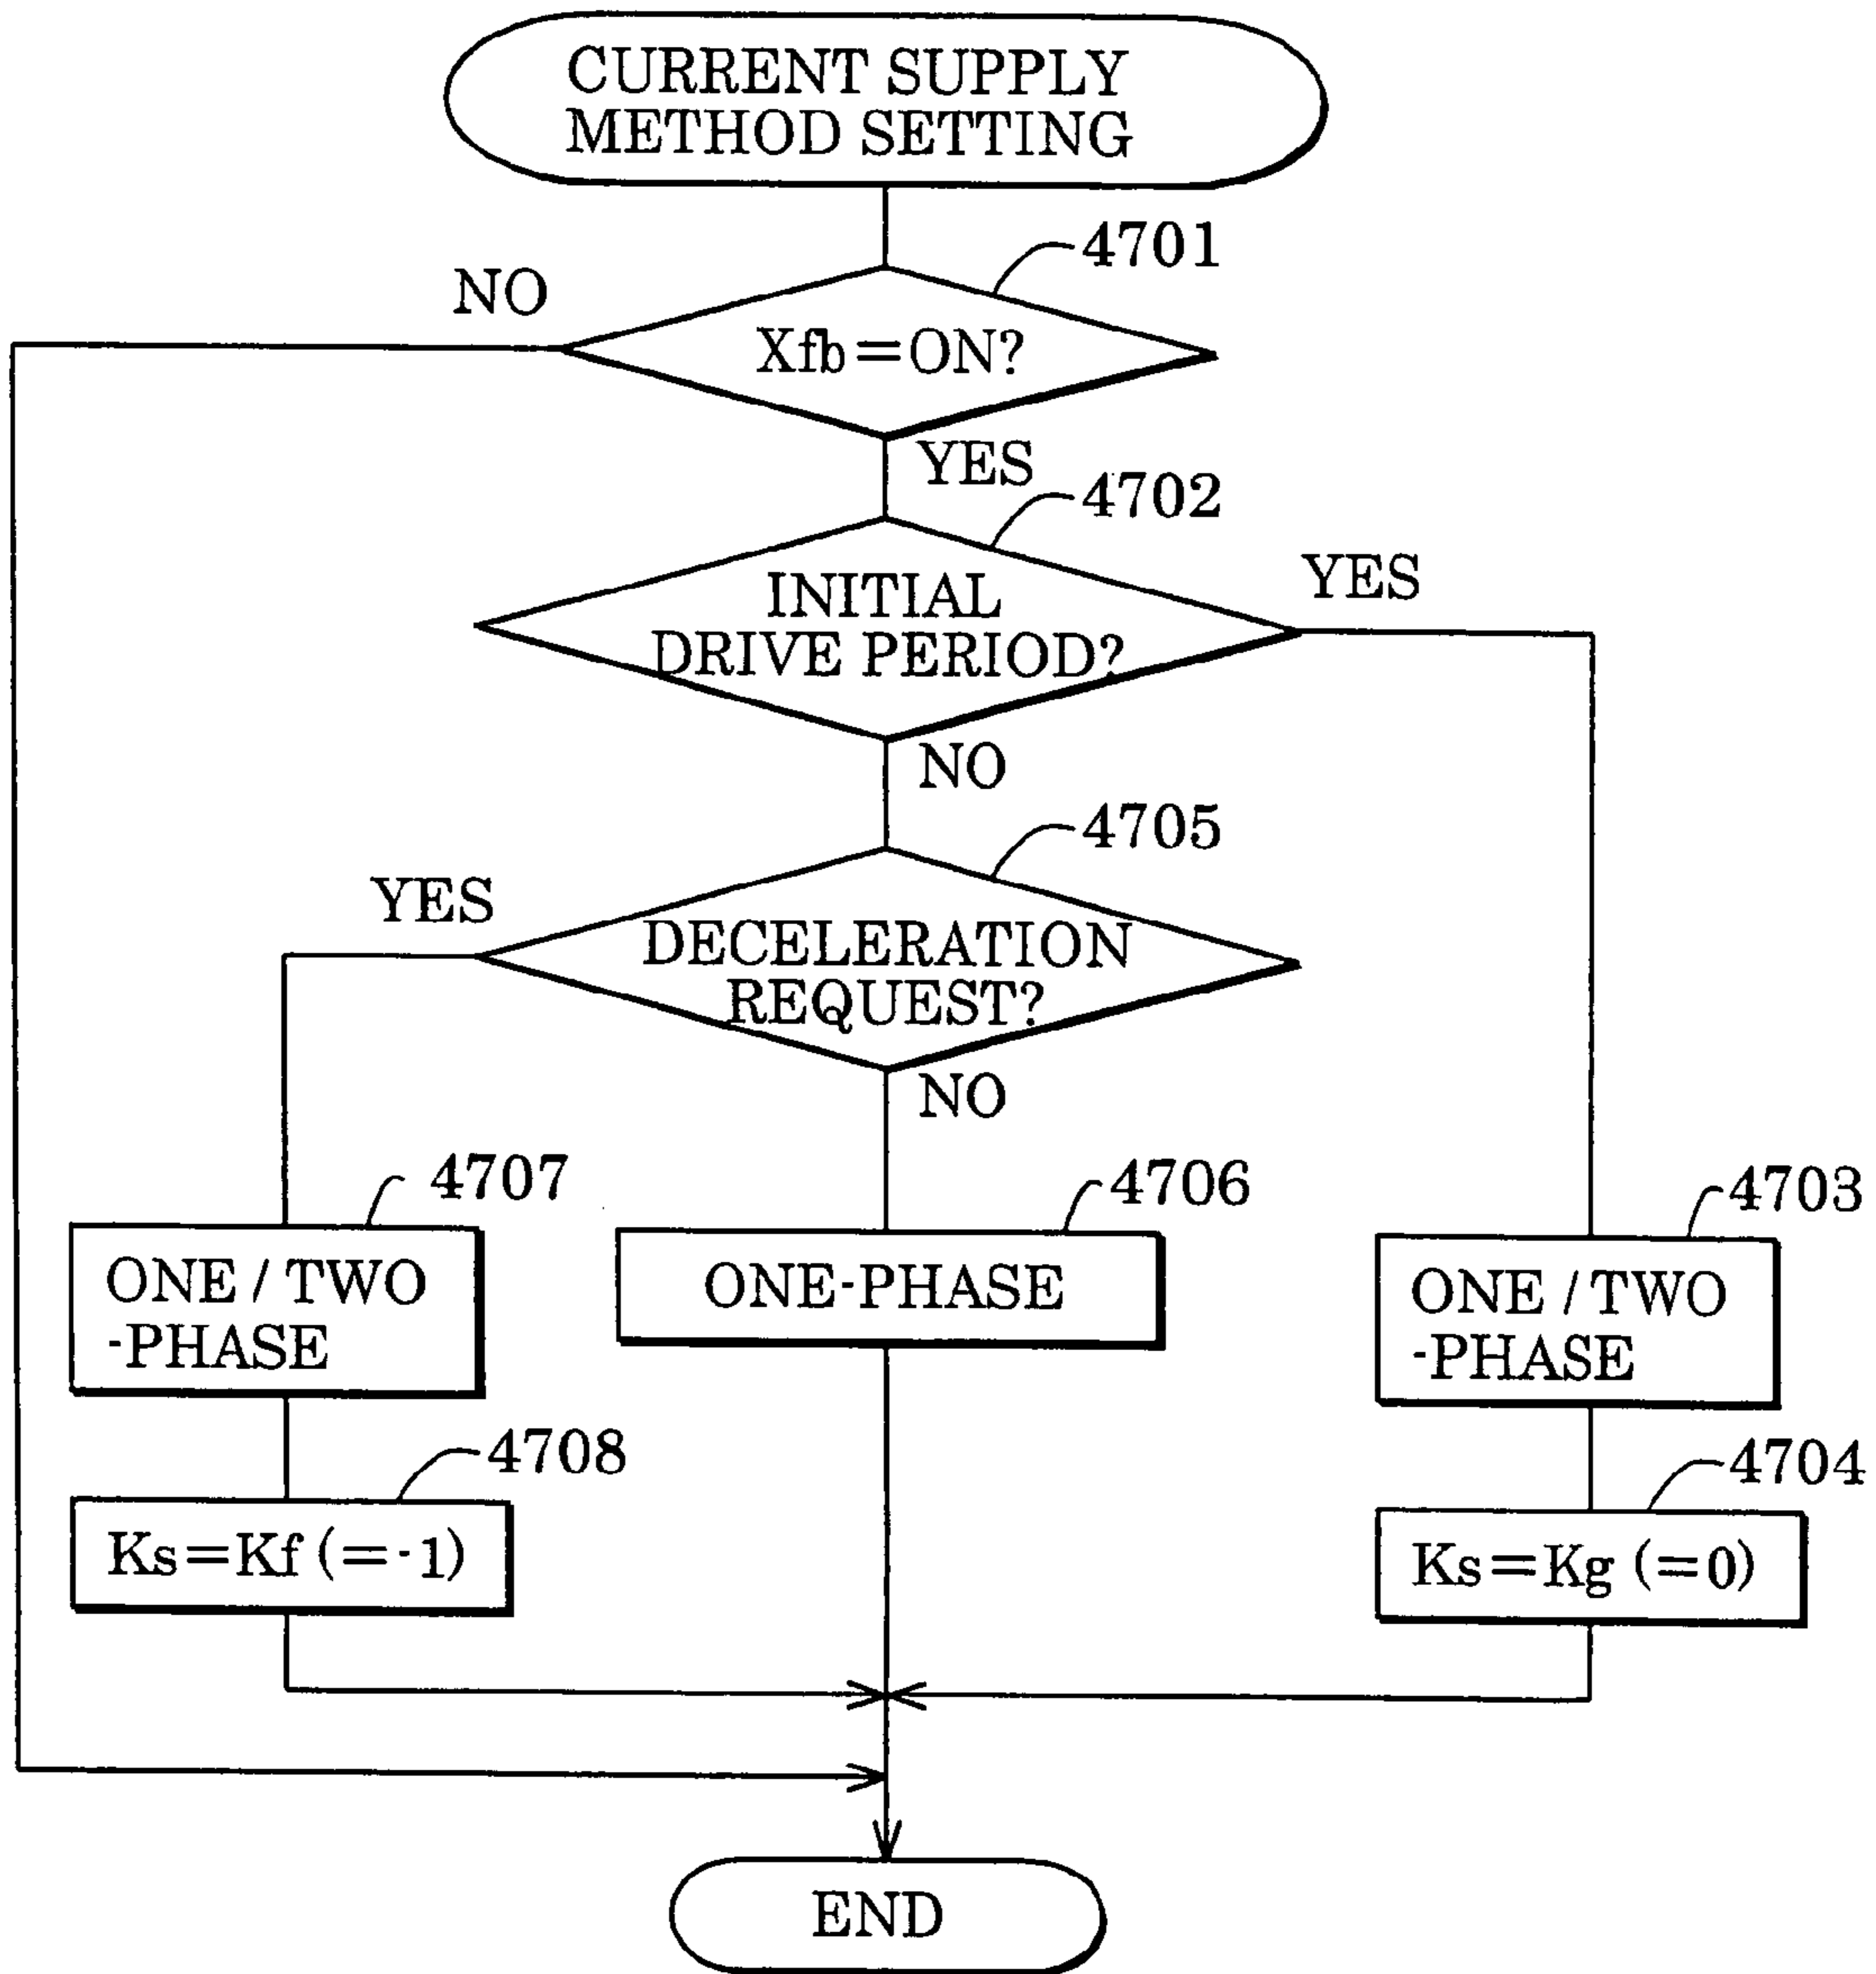 CURRENT SUPPLY
METHOD SETTING
4701
NO
Xfb=ON?
YES
4702
INITIAL
DRIVE PERIOD?
YES
NO
4705
YES
DECELERATION
REQUEST?
NO
4707
4706
4703
ONE / TWO
-PHASE
ONE-PHASE
ONE / TWO
-PHASE
4708
4704
Ks=Kf (=-1)
Ks=Kg (=0)
END